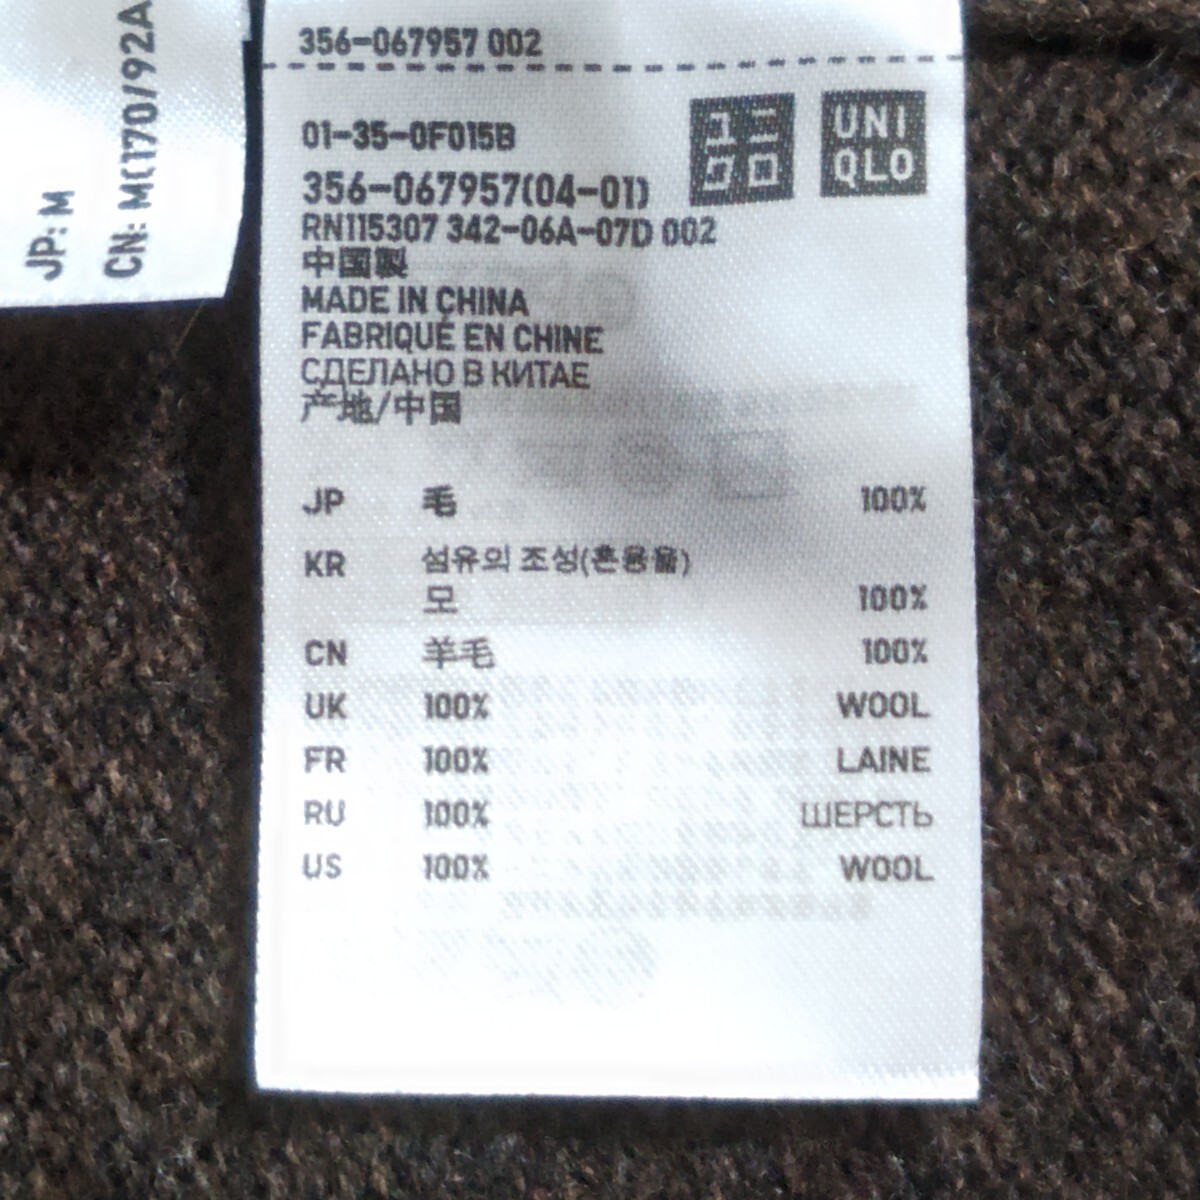 JP: M
CN: M(170/92A
356-067957 002
01-35-0F015B
ユニ
クロ
UNI
QLO
356-067957(04-01)
RN115307 342-06A-07D 002
中国製
MADE IN CHINA
FABRIQUÉ EN CHINE
СДЕЛАНО В КИТАЕ
产地/中国
JP 毛 100%
KR 섬유의 조성(혼용율)
모 100%
CN 羊毛 100%
UK 100% WOOL
FR 100% LAINE
RU 100% ШЕРСТЬ
US 100% WOOL